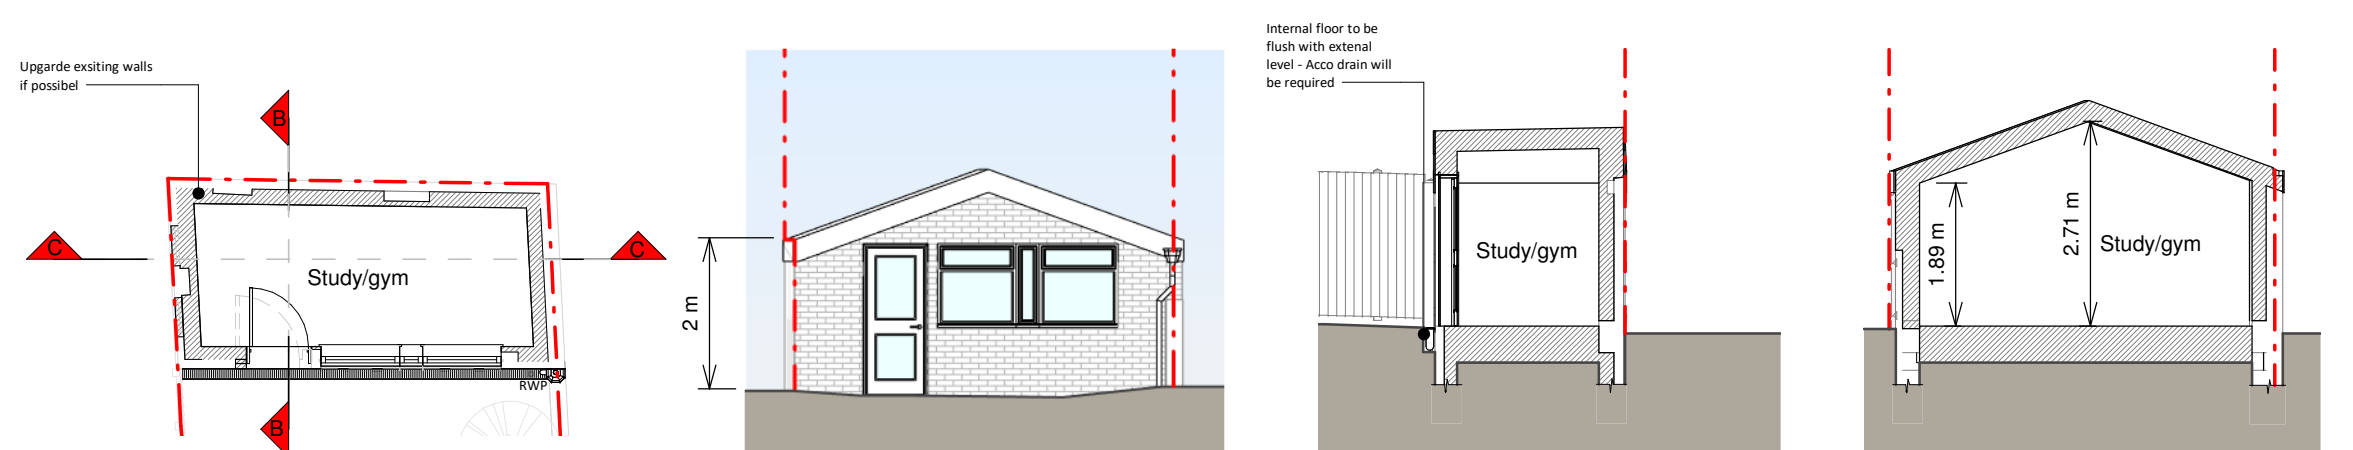 Upgarde exsiting walls
if possibel
B
C
C
Study/gym
RWP
B
2 m
Internal floor to be
flush with extenal
level - Acco drain will
be required
Study/gym
1.89 m
2.71 m
Study/gym